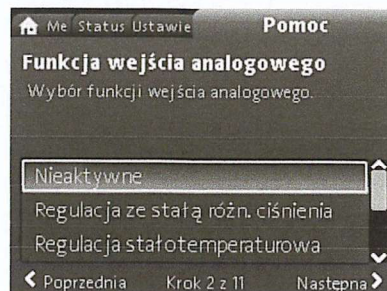 Me Status Ustawie Pomoc
Funkcja wejścia analogowego
Wybór funkcji wejścia analogowego.
Nieaktywne
Regulacja ze stałą różn. ciśnienia
Regulacja stałotemperaturowa
Poprzednia Krok 2 z 11 Następna